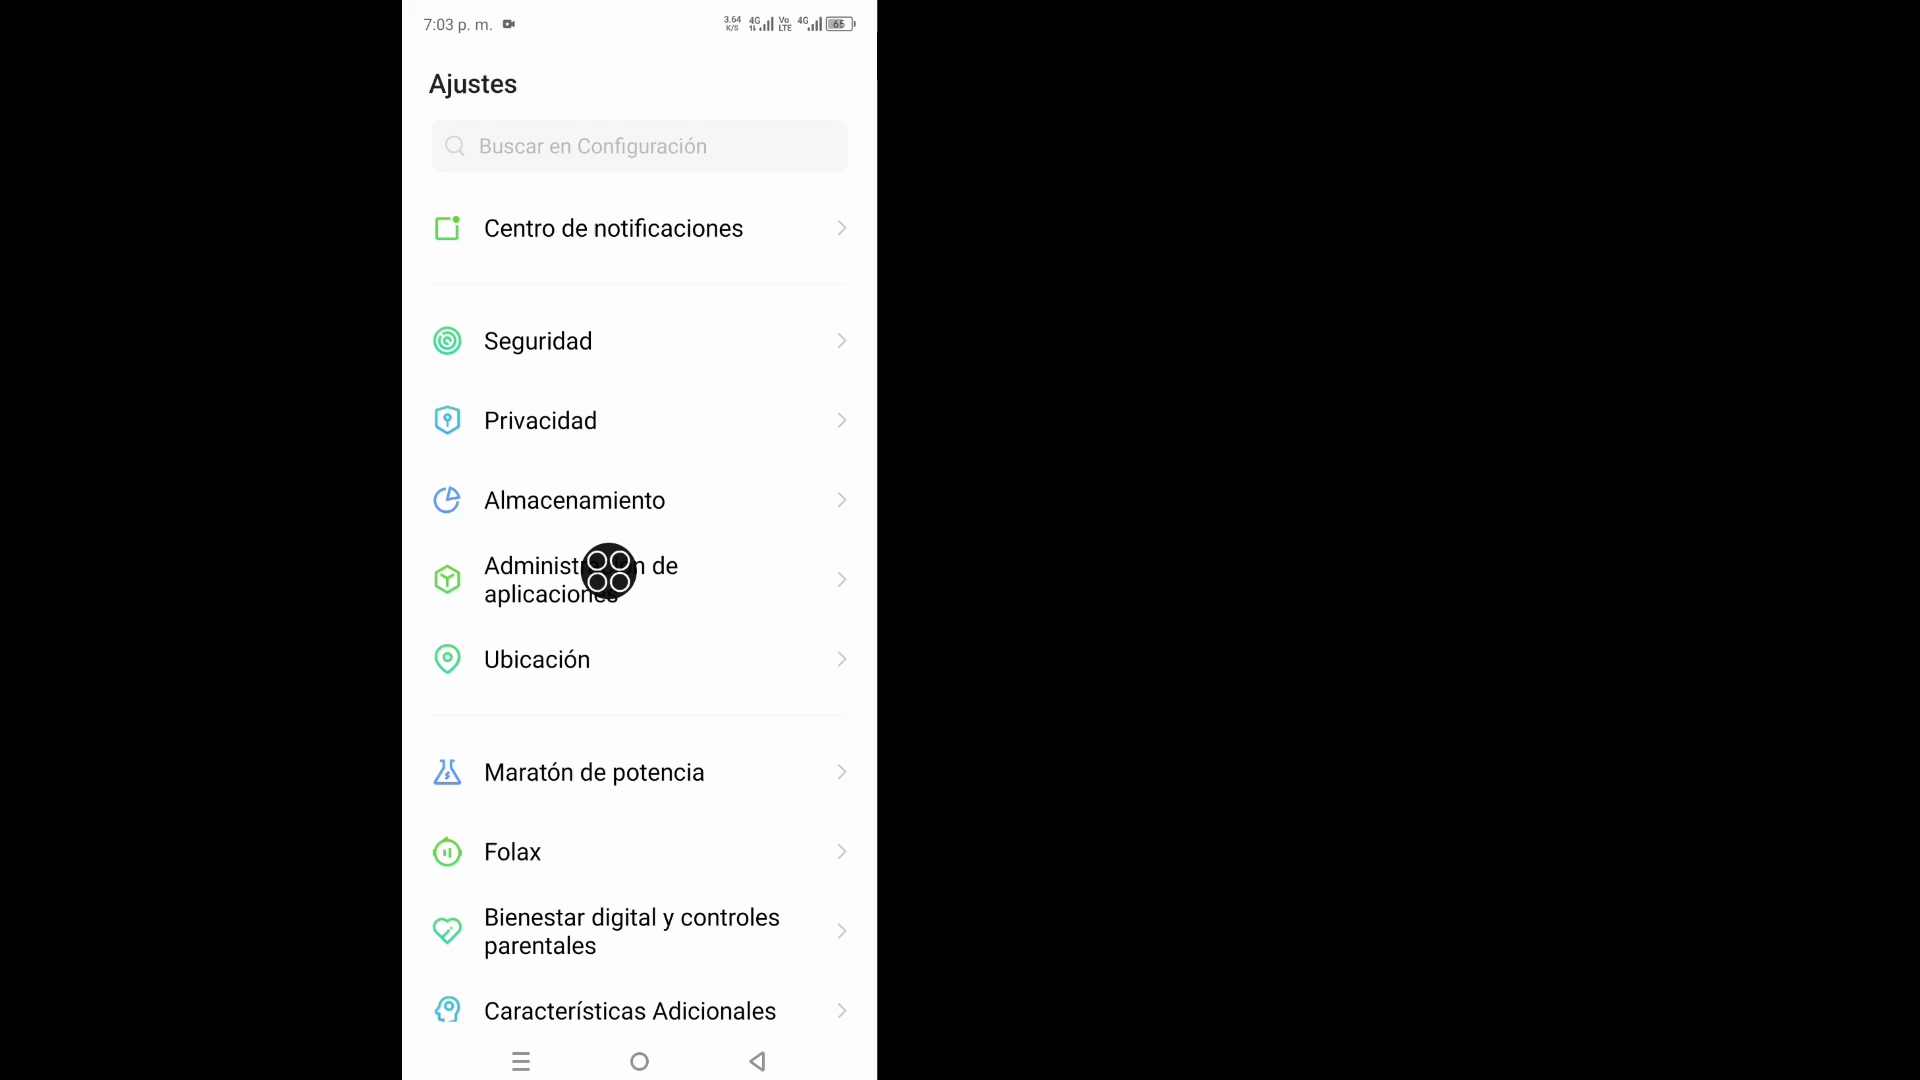 7:03 p. m.
3.64 K/S 4G Vo LTE 4G 65
Ajustes
Buscar en Configuración
Centro de notificaciones
Seguridad
Privacidad
Almacenamiento
de
aplicaciones
Ubicación
Maratón de potencia
Folax
Bienestar digital y controles
parentales
Características Adicionales